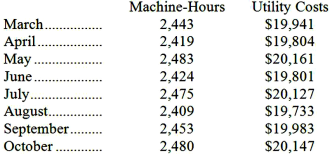 Machine-Hours Utility Costs
March................ 2,443 $19,941
April.................. 2,419 $19,804
May ................... 2,483 $20,161
June................... 2,424 $19,801
July.................... 2,475 $20,127
August............... 2,409 $19,733
September......... 2,453 $19,983
October ............. 2,480 $20,147